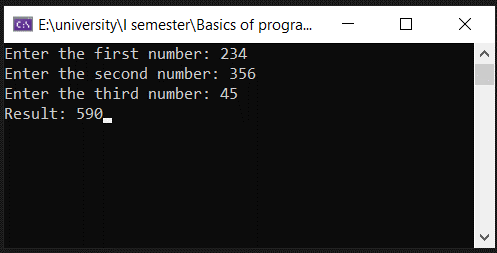 E:\university\I semester\Basics of progra...
Enter the first number: 234
Enter the second number: 356
Enter the third number: 45
Result: 590